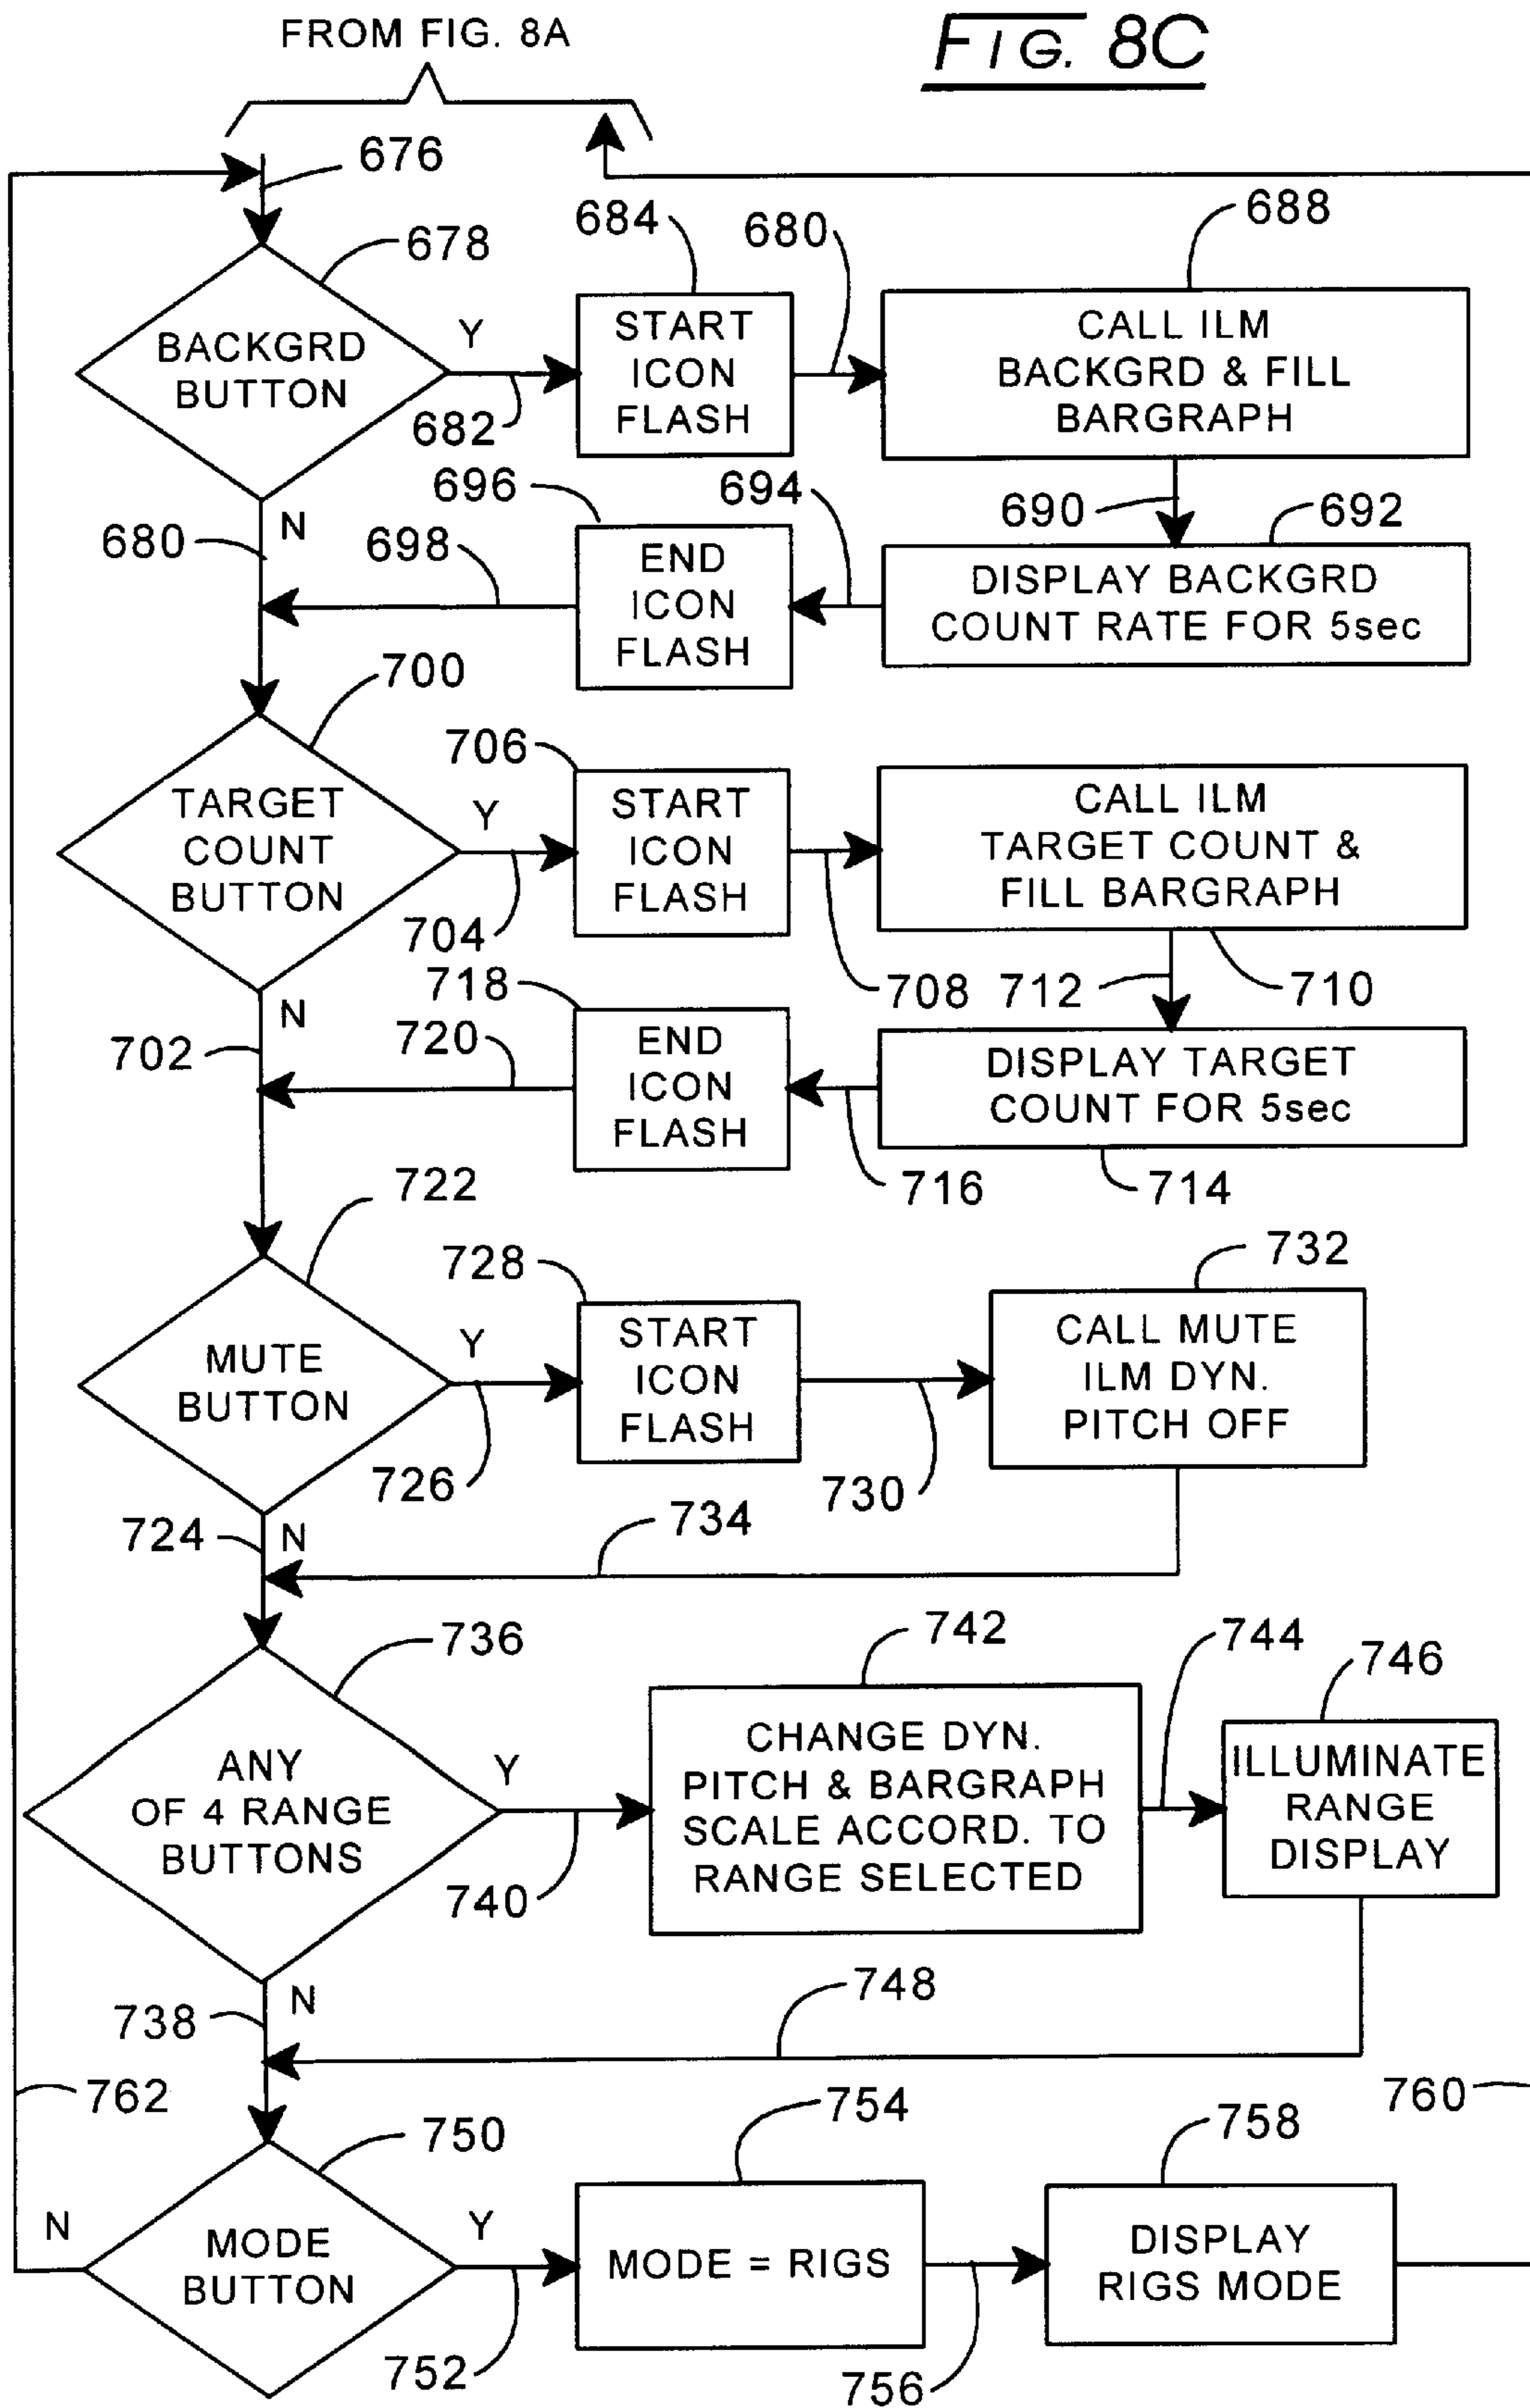 FROM FIG. 8A
FIG. 8C
676
678
684
680
688
BACKGRD
BUTTON
Y
682
START
ICON
FLASH
CALL ILM
BACKGRD & FILL
BARGRAPH
N
680
696
694
690
692
698
END
ICON
FLASH
DISPLAY BACKGRD
COUNT RATE FOR 5sec
700
706
TARGET
COUNT
BUTTON
Y
704
START
ICON
FLASH
CALL ILM
TARGET COUNT &
FILL BARGRAPH
708
712
710
N
702
718
720
END
ICON
FLASH
DISPLAY TARGET
COUNT FOR 5sec
716
714
722
728
732
MUTE
BUTTON
Y
726
START
ICON
FLASH
730
CALL MUTE
ILM DYN.
PITCH OFF
724
N
734
736
742
744
746
ANY
OF 4 RANGE
BUTTONS
Y
740
CHANGE DYN.
PITCH & BARGRAPH
SCALE ACCORD. TO
RANGE SELECTED
ILLUMINATE
RANGE
DISPLAY
N
738
748
762
760
750
754
758
N
MODE
BUTTON
Y
752
MODE = RIGS
756
DISPLAY
RIGS MODE